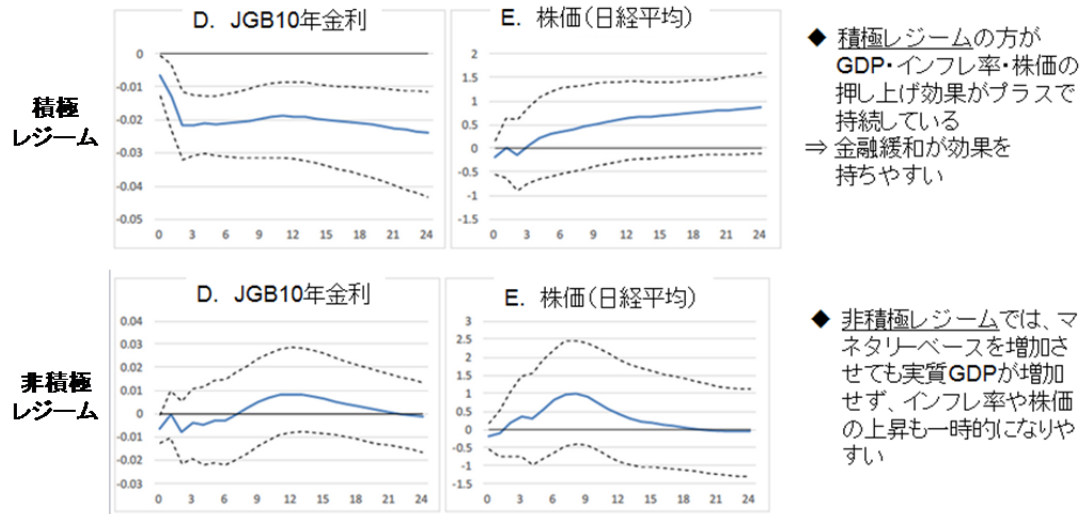 D. JGB10年金利
E. 株価(日経平均)
積極
レジーム
0
-0.01
-0.02
-0.03
-0.04
-0.05
0 3 6 9 12 15 18 21 24
2
1.5
1
0.5
0
-0.5
-1
-1.5
0 3 6 9 12 15 18 21 24
◆ 積極レジームの方が
GDP・インフレ率・株価の
押し上げ効果がプラスで
持続している
⇒ 金融緩和が効果を
持ちやすい
D. JGB10年金利
E. 株価(日経平均)
非積極
レジーム
0.04
0.03
0.02
0.01
0
-0.01
-0.02
-0.03
0 3 6 9 12 15 18 21 24
3
2.5
2
1.5
1
0.5
0
-0.5
-1
-1.5
0 3 6 9 12 15 18 21 24
◆ 非積極レジームでは、マ
ネタリーベースを増加さ
せても実質GDPが増加
せず、インフレ率や株価
の上昇も一時的になりや
すい